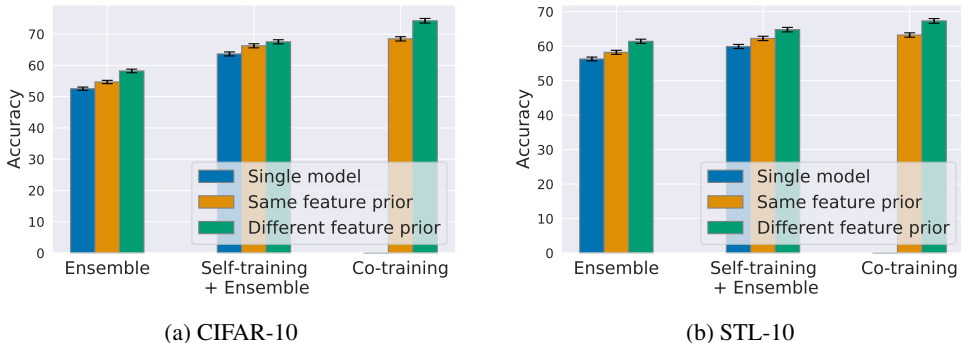 Accuracy
70
60
50
40
30
20
10
0
Single model
Same feature prior
Different feature prior
Ensemble
Self-training
+ Ensemble
Co-training
(a) CIFAR-10
Accuracy
70
60
50
40
30
20
10
0
Single model
Same feature prior
Different feature prior
Ensemble
Self-training
+ Ensemble
Co-training
(b) STL-10